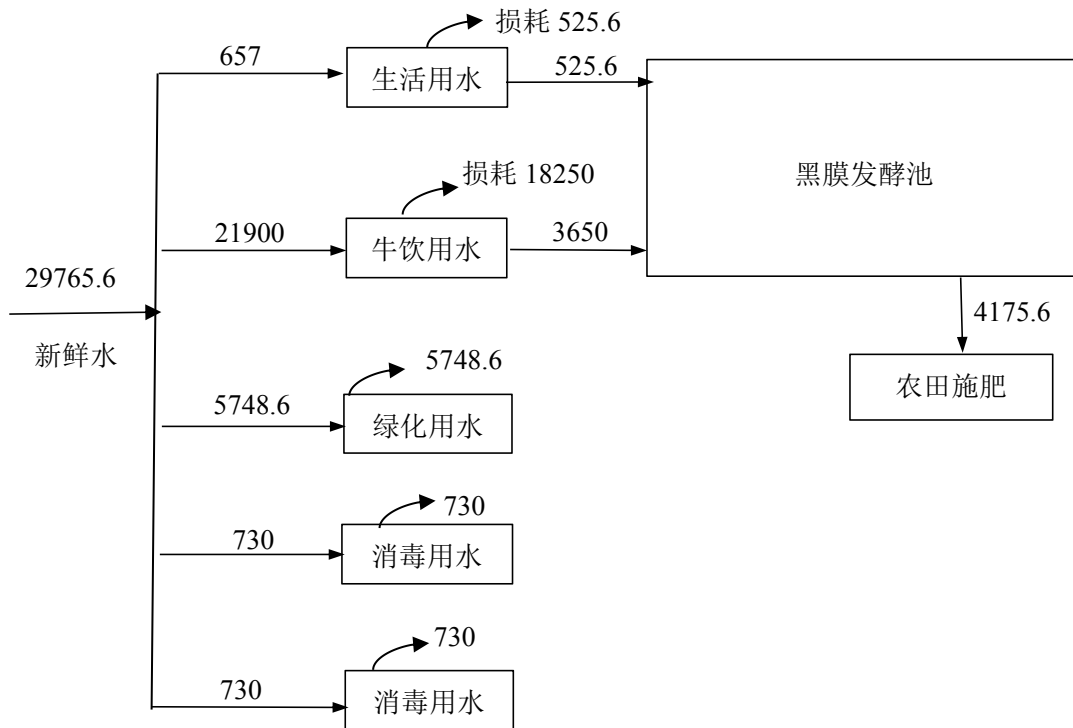 损耗 525.6
657
生活用水
525.6
黑膜发酵池
损耗 18250
21900
牛饮用水
3650
29765.6
新鲜水
4175.6
农田施肥
5748.6
5748.6
绿化用水
730
730
消毒用水
730
730
消毒用水